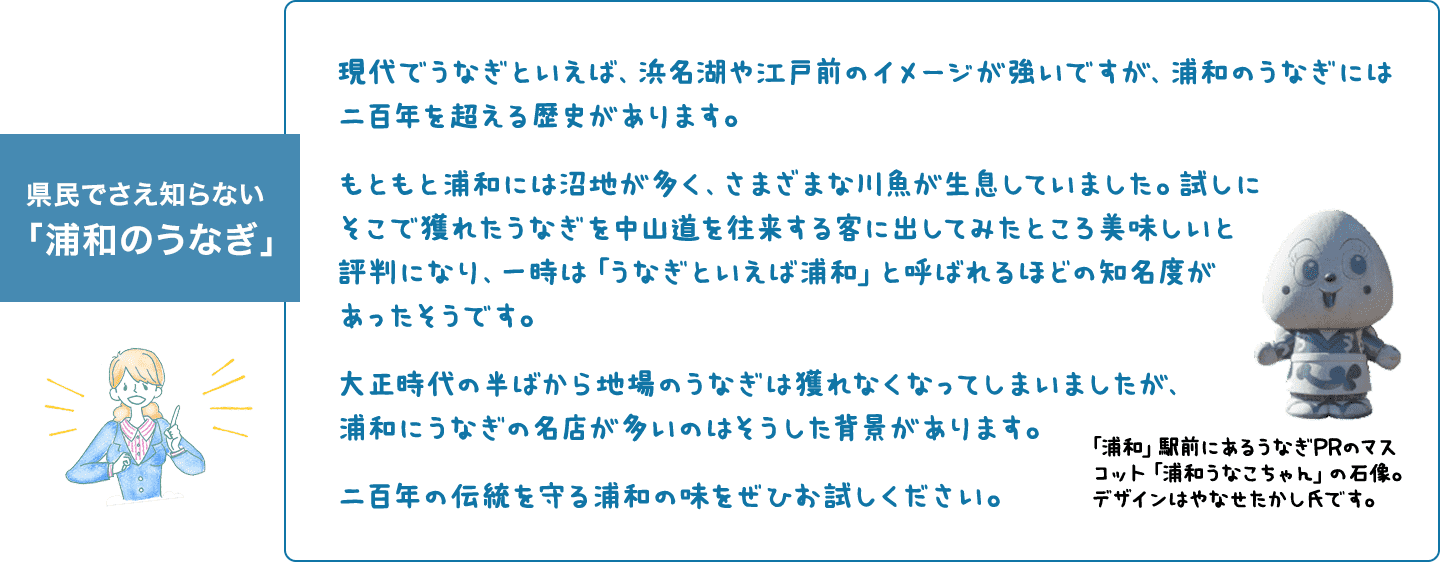 県民でさえ知らない
「浦和のうなぎ」
現代でうなぎといえば、浜名湖や江戸前のイメージが強いですが、浦和のうなぎには
二百年を超える歴史があります。
もともと浦和には沼地が多く、さまざまな川魚が生息していました。試しに
そこで獲れたうなぎを中山道を往来する客に出してみたところ美味しいと
評判になり、一時は「うなぎといえば浦和」と呼ばれるほどの知名度が
あったそうです。
大正時代の半ばから地場のうなぎは獲れなくなってしまいましたが、
浦和にうなぎの名店が多いのはそうした背景があります。
二百年の伝統を守る浦和の味をぜひお試しください。
「浦和」駅前にあるうなぎPRのマス
コット「浦和うなこちゃん」の石像。
デザインはやなせたかし氏です。